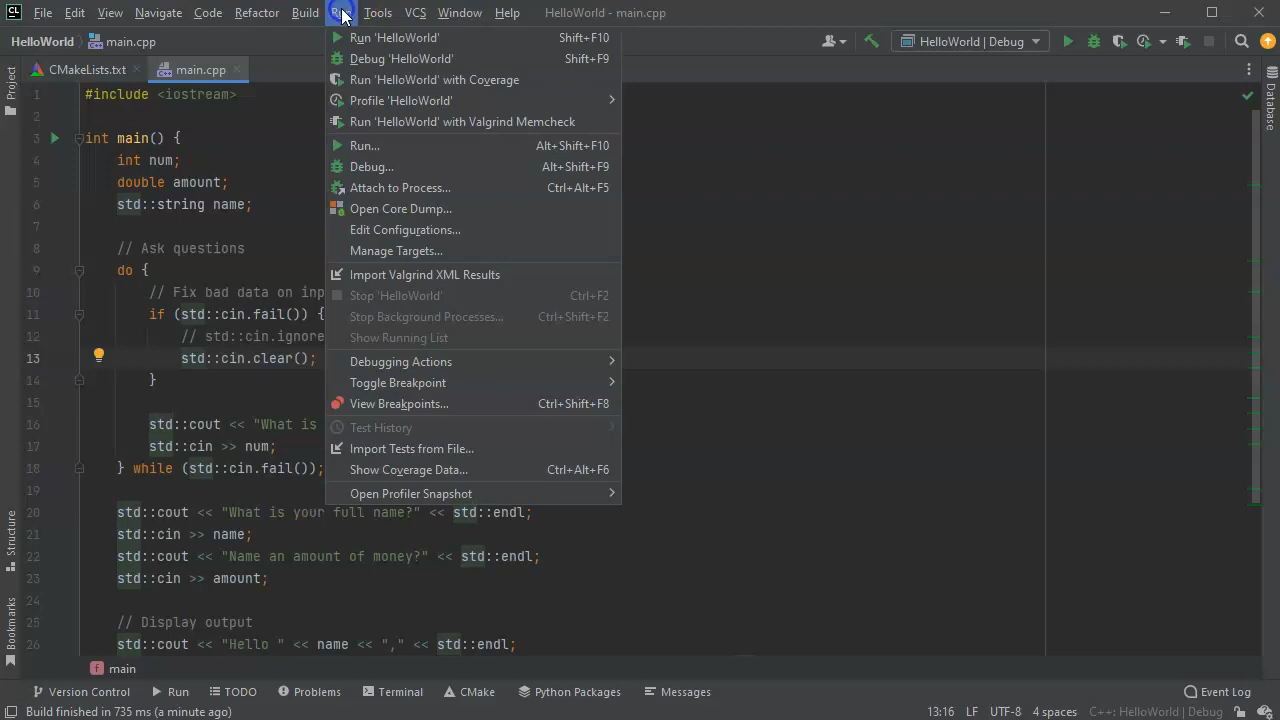 CL File Edit View Navigate Code Refactor Build Tools VCS Window Help HelloWorld - main.cpp
HelloWorld main.cpp HelloWorld | Debug
CMakeLists.txt main.cpp
Project
Structure
Bookmarks
Database
1 #include <iostream>
2
3 int main() {
4 int num;
5 double amount;
6 std::string name;
7
8 // Ask questions
9 do {
10 // Fix bad data on inp
11 if (std::cin.fail()) {
12 // std::cin.ignore
13 std::cin.clear();
14 }
15
16 std::cout << "What is
17 std::cin >> num;
18 } while (std::cin.fail());
19
20 std::cout << "What is your full name?" << std::endl;
21 std::cin >> name;
22 std::cout << "Name an amount of money?" << std::endl;
23 std::cin >> amount;
24
25 // Display output
26 std::cout << "Hello " << name << "," << std::endl;
Run 'HelloWorld' Shift+F10
Debug 'HelloWorld' Shift+F9
Run 'HelloWorld' with Coverage
Profile 'HelloWorld'
Run 'HelloWorld' with Valgrind Memcheck
Run... Alt+Shift+F10
Debug... Alt+Shift+F9
Attach to Process... Ctrl+Alt+F5
Open Core Dump...
Edit Configurations...
Manage Targets...
Import Valgrind XML Results
Stop 'HelloWorld' Ctrl+F2
Stop Background Processes... Ctrl+Shift+F2
Show Running List
Debugging Actions
Toggle Breakpoint
View Breakpoints... Ctrl+Shift+F8
Test History
Import Tests from File...
Show Coverage Data... Ctrl+Alt+F6
Open Profiler Snapshot
f main
Version Control Run TODO Problems Terminal CMake Python Packages Messages Event Log
Build finished in 735 ms (a minute ago) 13:16 LF UTF-8 4 spaces C++: HelloWorld | Debug